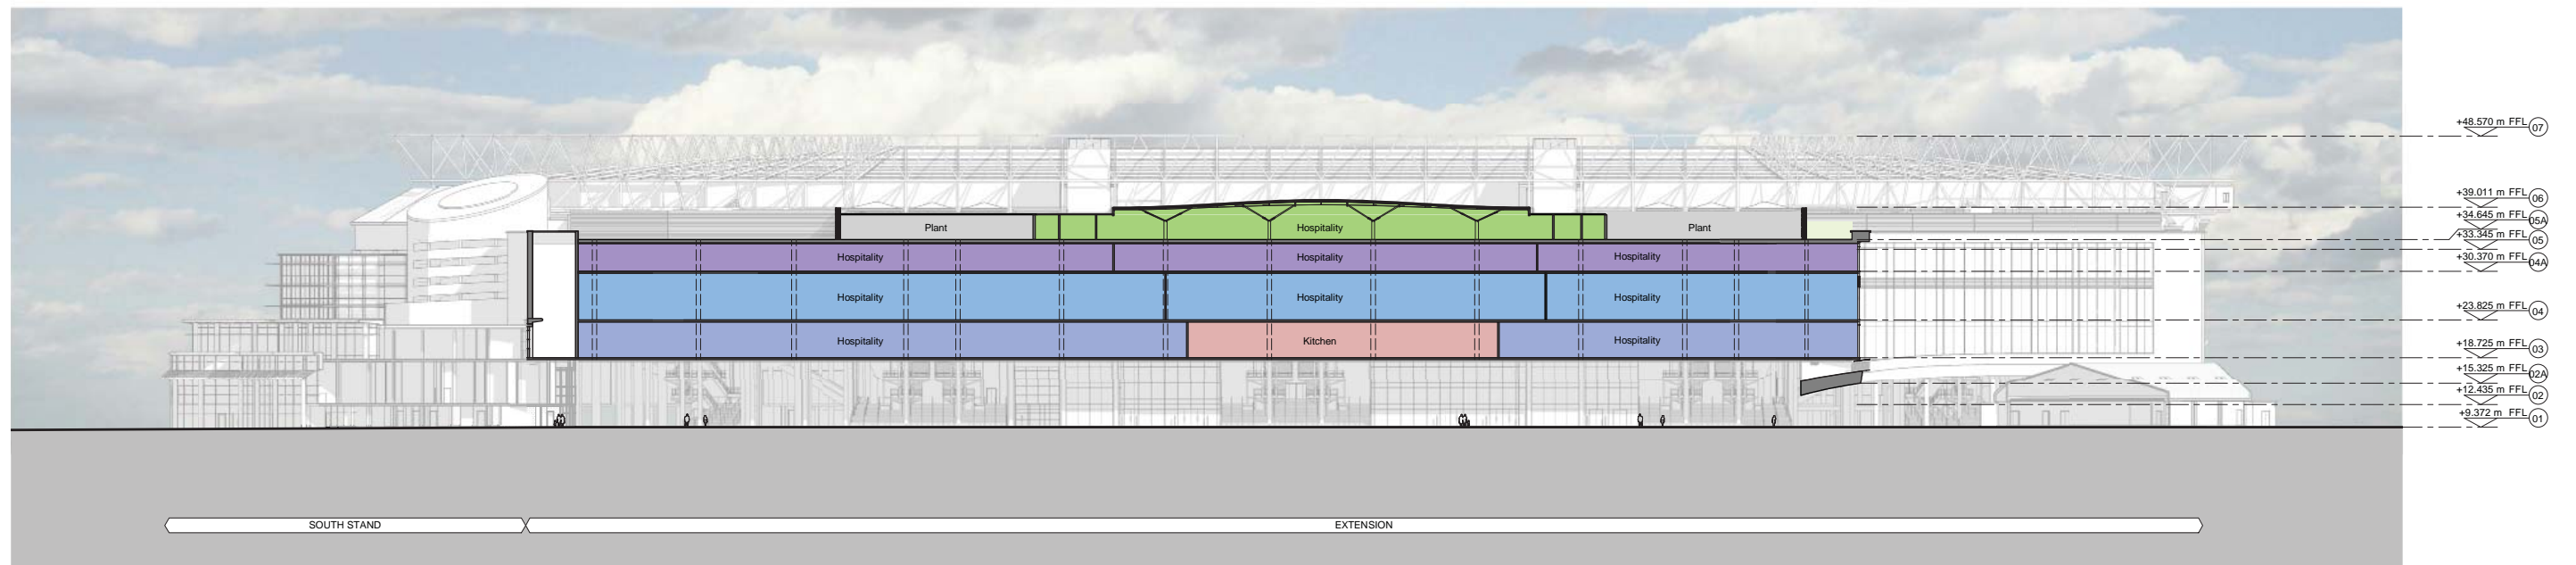 +48.570 m FFL 07
+39.011 m FFL 06
+34.645 m FFL 05A
Plant Hospitality Plant
+33.345 m FFL 05
Hospitality Hospitality Hospitality
+30.370 m FFL 04A
Hospitality Hospitality Hospitality
+23.825 m FFL 04
Hospitality Kitchen Hospitality
+18.725 m FFL 03
+15.325 m FFL 02A
+12.435 m FFL 02
+9.372 m FFL 01
SOUTH STAND EXTENSION